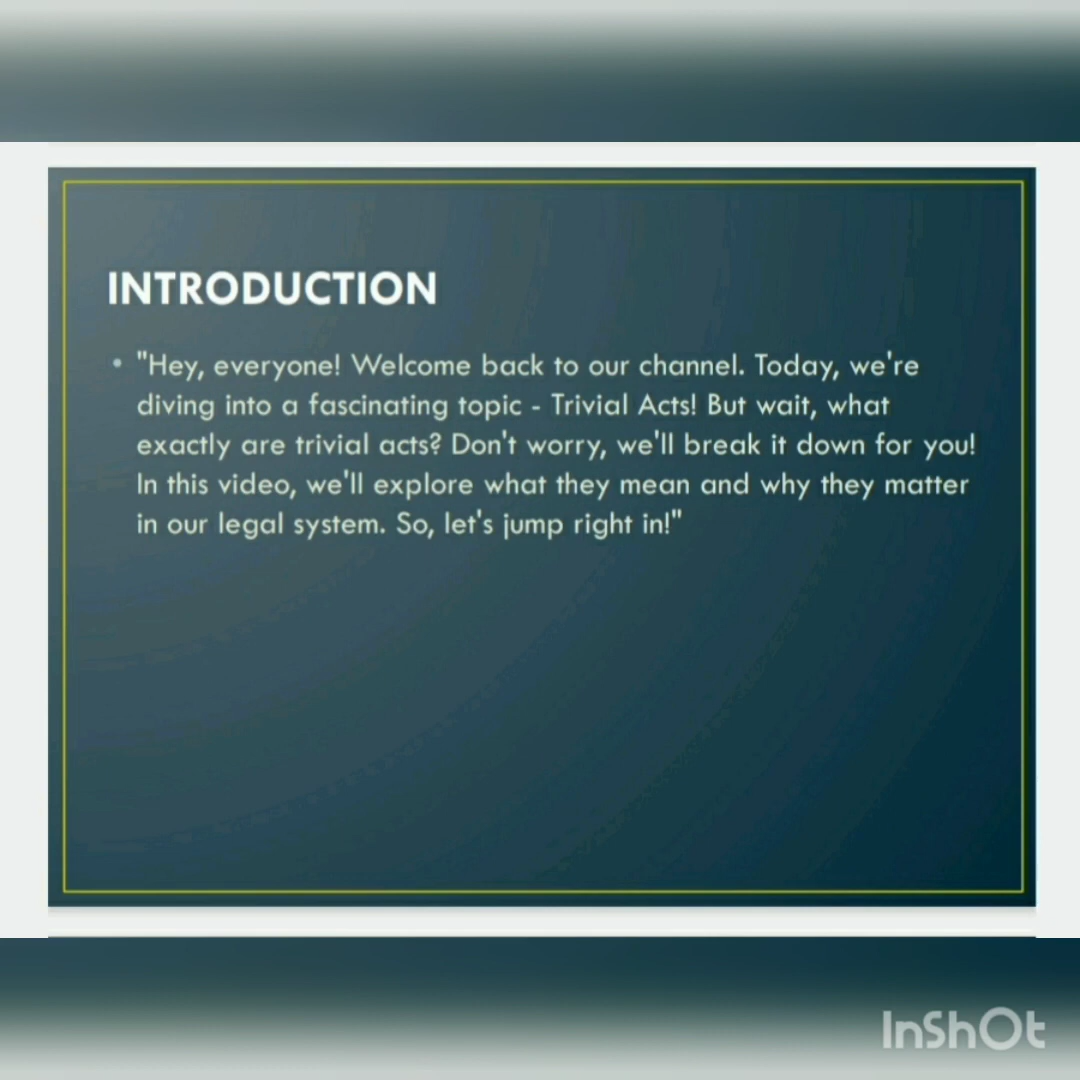 INTRODUCTION
• "Hey, everyone! Welcome back to our channel. Today, we're
diving into a fascinating topic - Trivial Acts! But wait, what
exactly are trivial acts? Don't worry, we'll break it down for you!
In this video, we'll explore what they mean and why they matter
in our legal system. So, let's jump right in!"
InShOt